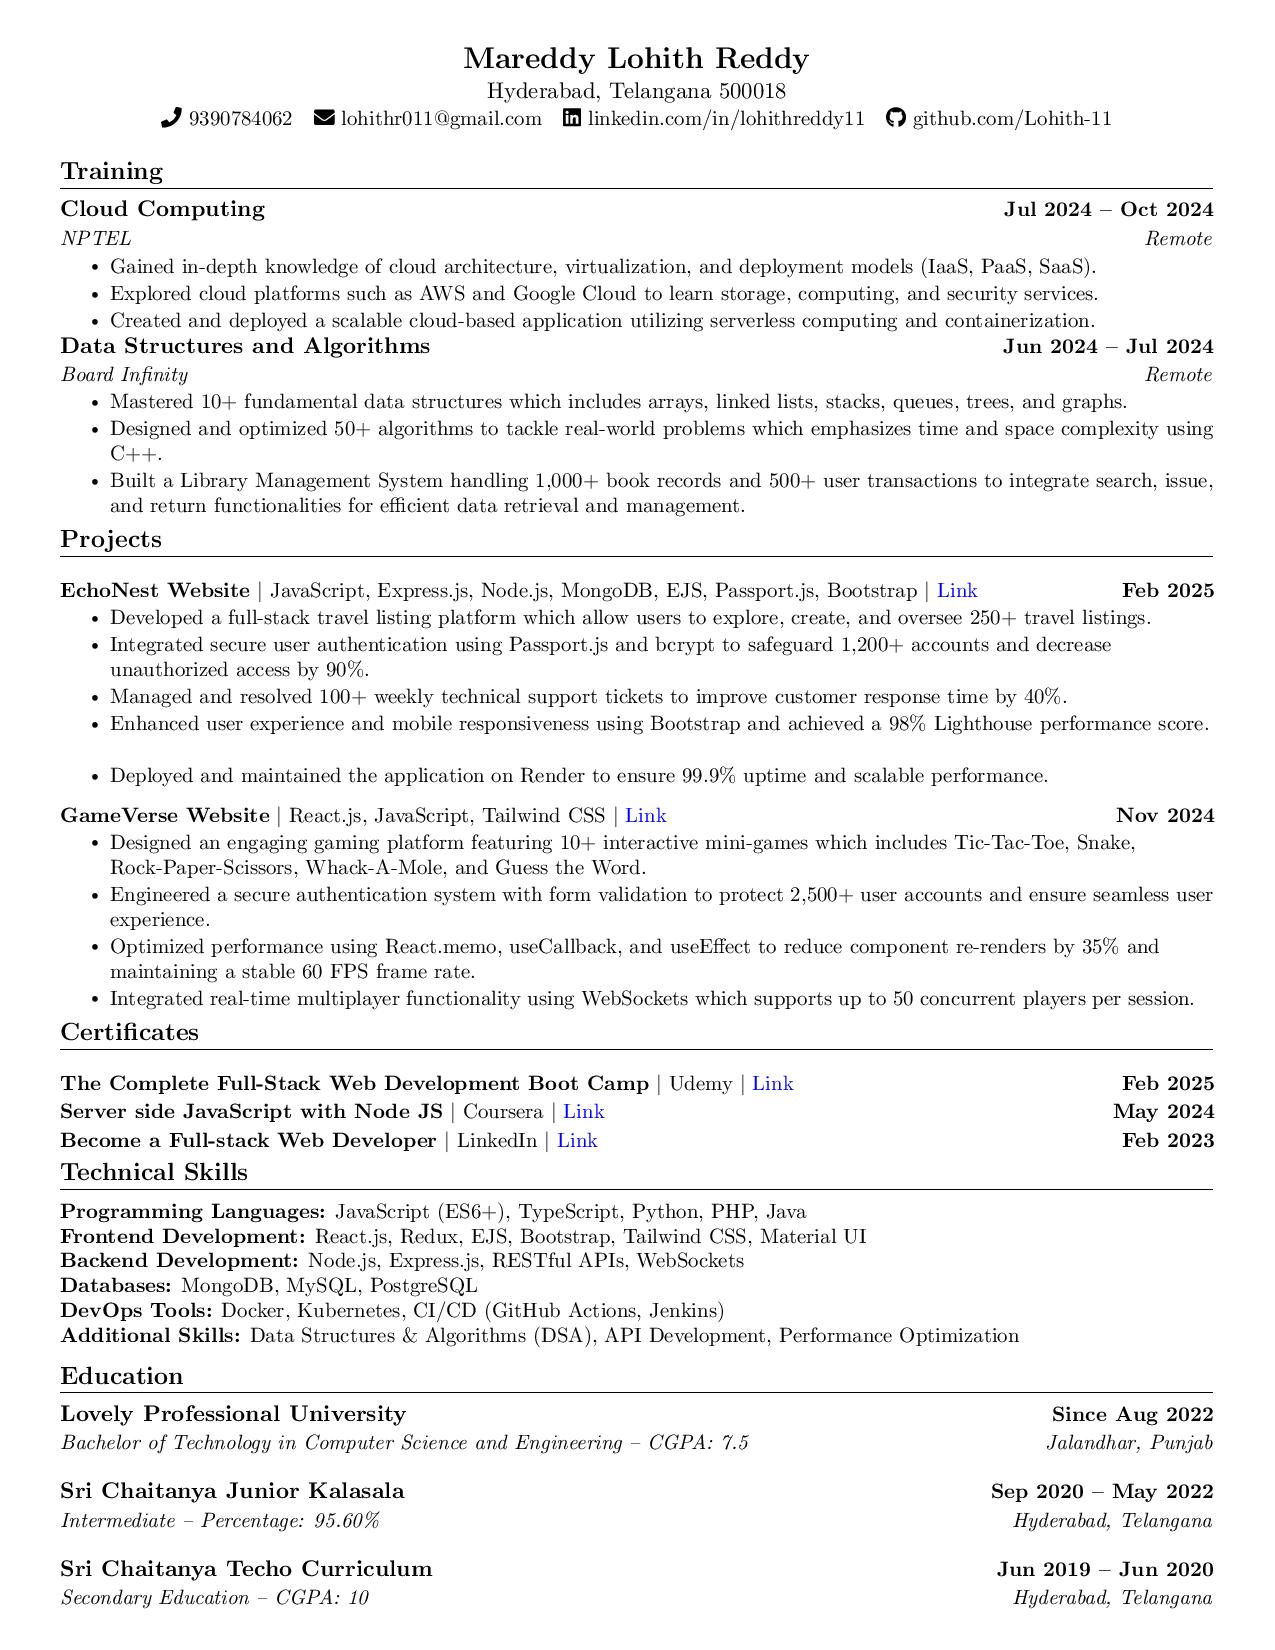 Mareddy Lohith Reddy
Hyderabad, Telangana 500018
9390784062 lohithr011@gmail.com linkedin.com/in/lohithreddy11 github.com/Lohith-11
Training
Cloud Computing Jul 2024 – Oct 2024
NPTEL Remote
• Gained in-depth knowledge of cloud architecture, virtualization, and deployment models (IaaS, PaaS, SaaS).
• Explored cloud platforms such as AWS and Google Cloud to learn storage, computing, and security services.
• Created and deployed a scalable cloud-based application utilizing serverless computing and containerization.
Data Structures and Algorithms Jun 2024 – Jul 2024
Board Infinity Remote
• Mastered 10+ fundamental data structures which includes arrays, linked lists, stacks, queues, trees, and graphs.
• Designed and optimized 50+ algorithms to tackle real-world problems which emphasizes time and space complexity using
C++.
• Built a Library Management System handling 1,000+ book records and 500+ user transactions to integrate search, issue,
and return functionalities for efficient data retrieval and management.
Projects
EchoNest Website | JavaScript, Express.js, Node.js, MongoDB, EJS, Passport.js, Bootstrap | Link Feb 2025
• Developed a full-stack travel listing platform which allow users to explore, create, and oversee 250+ travel listings.
• Integrated secure user authentication using Passport.js and bcrypt to safeguard 1,200+ accounts and decrease
unauthorized access by 90%.
• Managed and resolved 100+ weekly technical support tickets to improve customer response time by 40%.
• Enhanced user experience and mobile responsiveness using Bootstrap and achieved a 98% Lighthouse performance score.
• Deployed and maintained the application on Render to ensure 99.9% uptime and scalable performance.
GameVerse Website | React.js, JavaScript, Tailwind CSS | Link Nov 2024
• Designed an engaging gaming platform featuring 10+ interactive mini-games which includes Tic-Tac-Toe, Snake,
Rock-Paper-Scissors, Whack-A-Mole, and Guess the Word.
• Engineered a secure authentication system with form validation to protect 2,500+ user accounts and ensure seamless user
experience.
• Optimized performance using React.memo, useCallback, and useEffect to reduce component re-renders by 35% and
maintaining a stable 60 FPS frame rate.
• Integrated real-time multiplayer functionality using WebSockets which supports up to 50 concurrent players per session.
Certificates
The Complete Full-Stack Web Development Boot Camp | Udemy | Link Feb 2025
Server side JavaScript with Node JS | Coursera | Link May 2024
Become a Full-stack Web Developer | LinkedIn | Link Feb 2023
Technical Skills
Programming Languages: JavaScript (ES6+), TypeScript, Python, PHP, Java
Frontend Development: React.js, Redux, EJS, Bootstrap, Tailwind CSS, Material UI
Backend Development: Node.js, Express.js, RESTful APIs, WebSockets
Databases: MongoDB, MySQL, PostgreSQL
DevOps Tools: Docker, Kubernetes, CI/CD (GitHub Actions, Jenkins)
Additional Skills: Data Structures & Algorithms (DSA), API Development, Performance Optimization
Education
Lovely Professional University Since Aug 2022
Bachelor of Technology in Computer Science and Engineering – CGPA: 7.5 Jalandhar, Punjab
Sri Chaitanya Junior Kalasala Sep 2020 – May 2022
Intermediate – Percentage: 95.60% Hyderabad, Telangana
Sri Chaitanya Techo Curriculum Jun 2019 – Jun 2020
Secondary Education – CGPA: 10 Hyderabad, Telangana